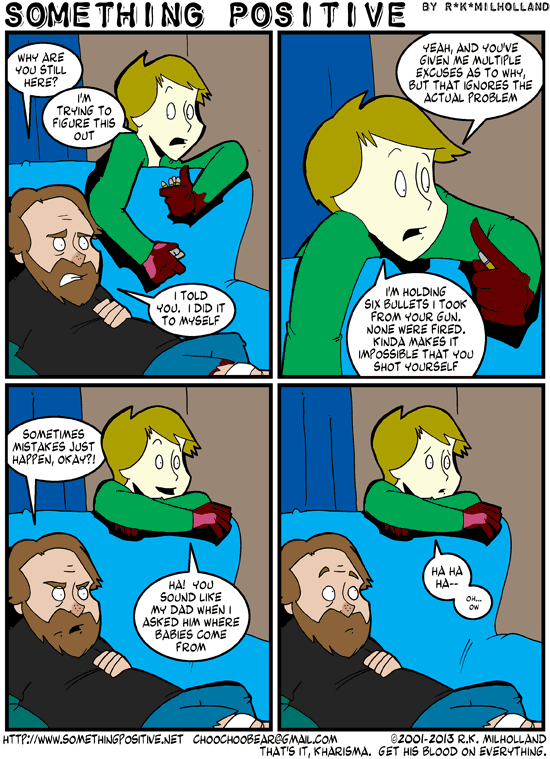 SOMETHING POSITIVE BY R*K*MILHOLLAND
WHY ARE
YOU STILL
HERE?
I'M
TRYING TO
FIGURE THIS
OUT
I TOLD
YOU. I DID IT
TO MYSELF
YEAH, AND YOU'VE
GIVEN ME MULTIPLE
EXCUSES AS TO WHY,
BUT THAT IGNORES THE
ACTUAL PROBLEM
I'M HOLDING
SIX BULLETS I TOOK
FROM YOUR GUN.
NONE WERE FIRED.
KINDA MAKES IT
IMPOSSIBLE THAT YOU
SHOT YOURSELF
SOMETIMES
MISTAKES JUST
HAPPEN, OKAY?!
HA! YOU
SOUND LIKE
MY DAD WHEN I
ASKED HIM WHERE
BABIES COME
FROM
HA HA
HA--
OH...
OW
HTTP://WWW.SOMETHINGPOSITIVE.NET CHOOCHOOBEAR@GMAIL.COM ©2001-2013 R.K. MILHOLLAND
THAT'S IT, KHARISMA. GET HIS BLOOD ON EVERYTHING.